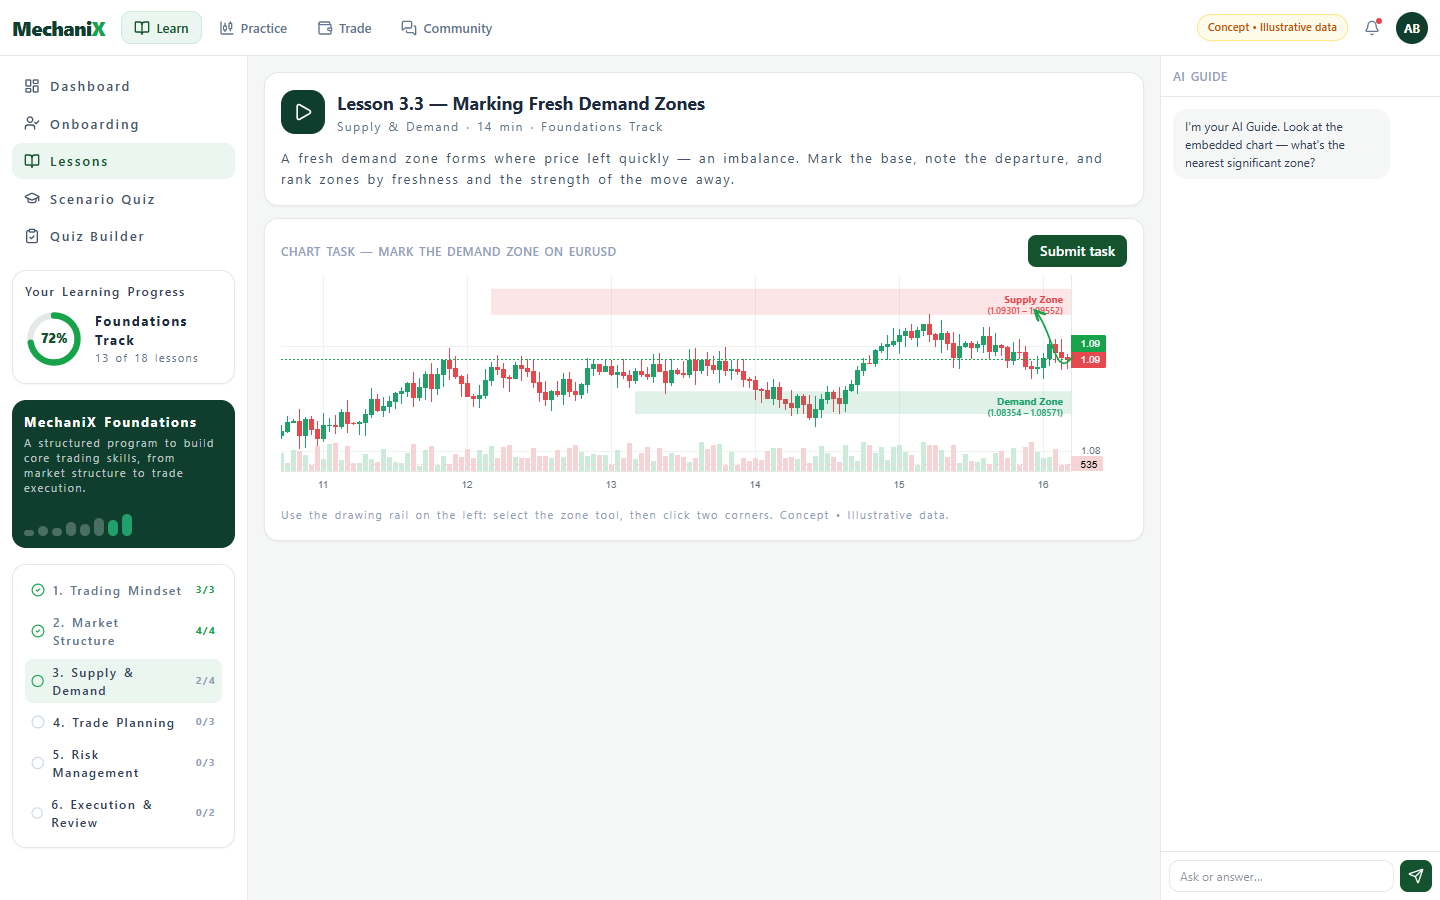 MechaniX
Learn
Practice
Trade
Community
Concept • Illustrative data
AB
Dashboard
Onboarding
Lessons
Scenario Quiz
Quiz Builder
Your Learning Progress
72%
Foundations
Track
13 of 18 lessons
MechaniX Foundations
A structured program to build
core trading skills, from
market structure to trade
execution.
1. Trading Mindset 3/3
2. Market
Structure
4/4
3. Supply &
Demand
2/4
4. Trade Planning 0/3
5. Risk
Management
0/3
6. Execution &
Review
0/2
Lesson 3.3 — Marking Fresh Demand Zones
Supply & Demand · 14 min · Foundations Track
A fresh demand zone forms where price left quickly — an imbalance. Mark the base, note the departure, and
rank zones by freshness and the strength of the move away.
CHART TASK — MARK THE DEMAND ZONE ON EURUSD
Submit task
Supply Zone
(1.09301 – 1.09552)
1.09
1.09
Demand Zone
(1.08354 – 1.08571)
1.08
535
11 12 13 14 15 16
Use the drawing rail on the left: select the zone tool, then click two corners. Concept • Illustrative data.
AI GUIDE
I'm your AI Guide. Look at the
embedded chart — what's the
nearest significant zone?
Ask or answer...